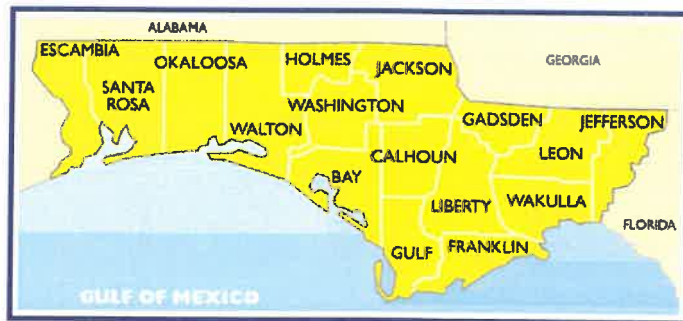 ALABAMA
ESCAMBIA
OKALOOSA
HOLMES
JACKSON
GEORGIA
SANTA
ROSA
WASHINGTON
GADSDEN
JEFFERSON
WALTON
CALHOUN
LEON
BAY
LIBERTY
WAKULLA
FLORIDA
GULF
FRANKLIN
GULF OF MEXICO